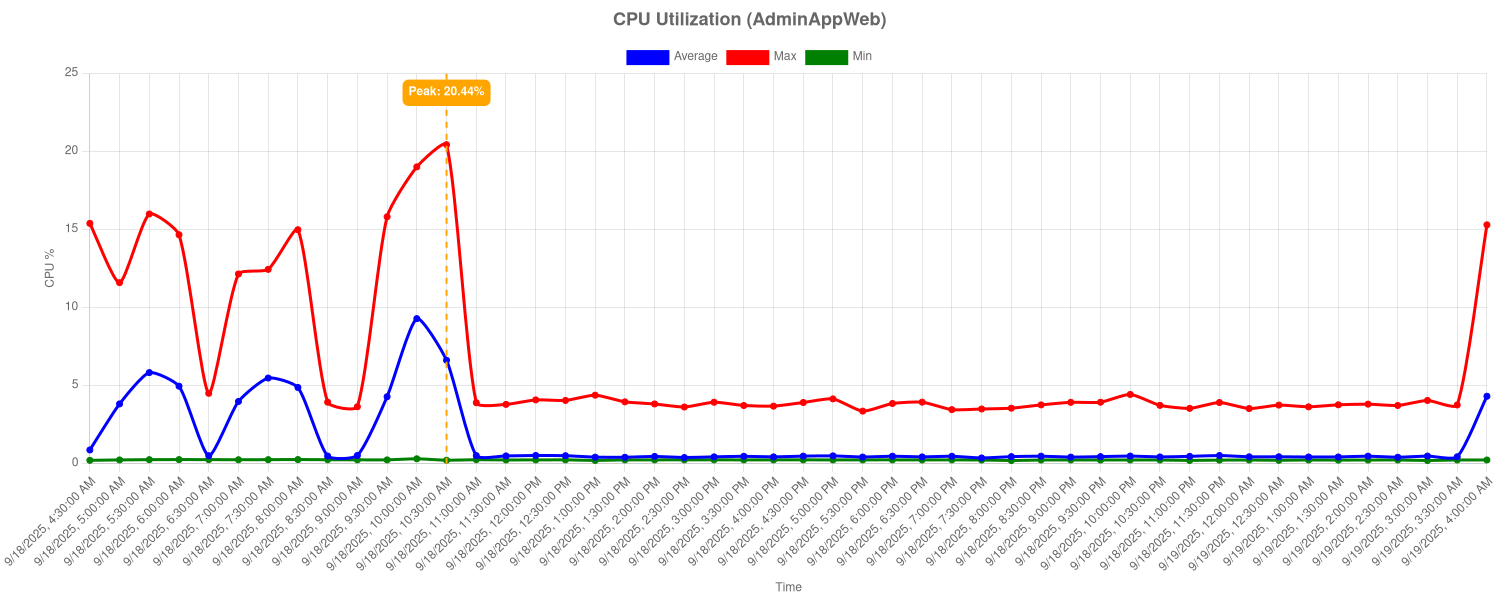 CPU Utilization (AdminAppWeb)
Average Max Min
Peak: 20.44%
CPU %
25
20
15
10
5
0
9/18/2025, 4:30:00 AM
9/18/2025, 5:00:00 AM
9/18/2025, 5:30:00 AM
9/18/2025, 6:00:00 AM
9/18/2025, 6:30:00 AM
9/18/2025, 7:00:00 AM
9/18/2025, 7:30:00 AM
9/18/2025, 8:00:00 AM
9/18/2025, 8:30:00 AM
9/18/2025, 9:00:00 AM
9/18/2025, 9:30:00 AM
9/18/2025, 10:00:00 AM
9/18/2025, 10:30:00 AM
9/18/2025, 11:00:00 AM
9/18/2025, 11:30:00 AM
9/18/2025, 12:00:00 PM
9/18/2025, 12:30:00 PM
9/18/2025, 1:00:00 PM
9/18/2025, 1:30:00 PM
9/18/2025, 2:00:00 PM
9/18/2025, 2:30:00 PM
9/18/2025, 3:00:00 PM
9/18/2025, 3:30:00 PM
9/18/2025, 4:00:00 PM
9/18/2025, 4:30:00 PM
9/18/2025, 5:00:00 PM
9/18/2025, 5:30:00 PM
9/18/2025, 6:00:00 PM
9/18/2025, 6:30:00 PM
9/18/2025, 7:00:00 PM
9/18/2025, 7:30:00 PM
9/18/2025, 8:00:00 PM
9/18/2025, 8:30:00 PM
9/18/2025, 9:00:00 PM
9/18/2025, 9:30:00 PM
9/18/2025, 10:00:00 PM
9/18/2025, 10:30:00 PM
9/18/2025, 11:00:00 PM
9/18/2025, 11:30:00 PM
9/19/2025, 12:00:00 AM
9/19/2025, 12:30:00 AM
9/19/2025, 1:00:00 AM
9/19/2025, 1:30:00 AM
9/19/2025, 2:00:00 AM
9/19/2025, 2:30:00 AM
9/19/2025, 3:00:00 AM
9/19/2025, 3:30:00 AM
9/19/2025, 4:00:00 AM
Time